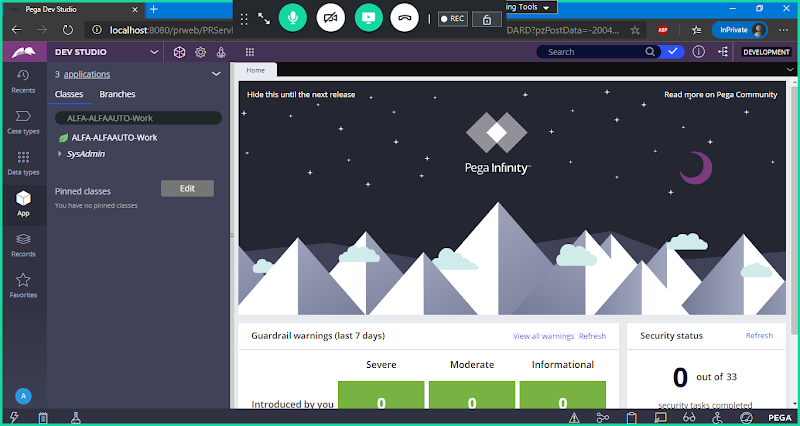 Pega Dev Studio
ing Tools
REC
localhost:8080/prweb/PRServl
DARD?pzPostData=-2004...
ABP
InPrivate
DEV STUDIO
Search
DEVELOPMENT
3 applications
Home
Recents
Classes
Branches
Hide this until the next release
Read more on Pega Community
ALFA-ALFAAUTO-Work
Case types
ALFA-ALFAAUTO-Work
SysAdmin
Pega Infinity™
Data types
Pinned classes
Edit
You have no pinned classes
App
Records
Favorites
Guardrail warnings (last 7 days)
View all warnings
Refresh
Security status
Refresh
Severe
Moderate
Informational
0 out of 33
Introduced by you
0
0
0
security tasks completed
A
PEGA